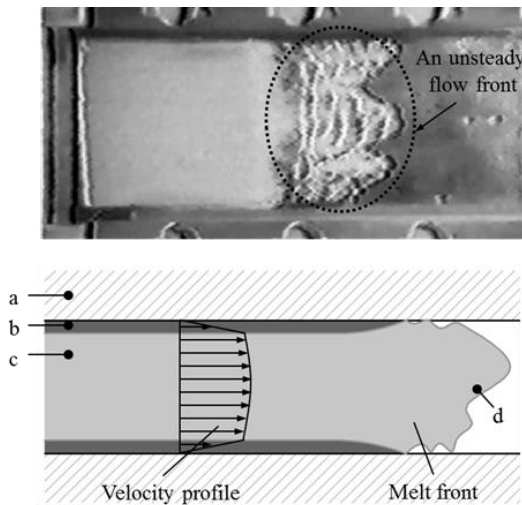 An unsteady
flow front
a
b
c
d
Velocity profile
Melt front